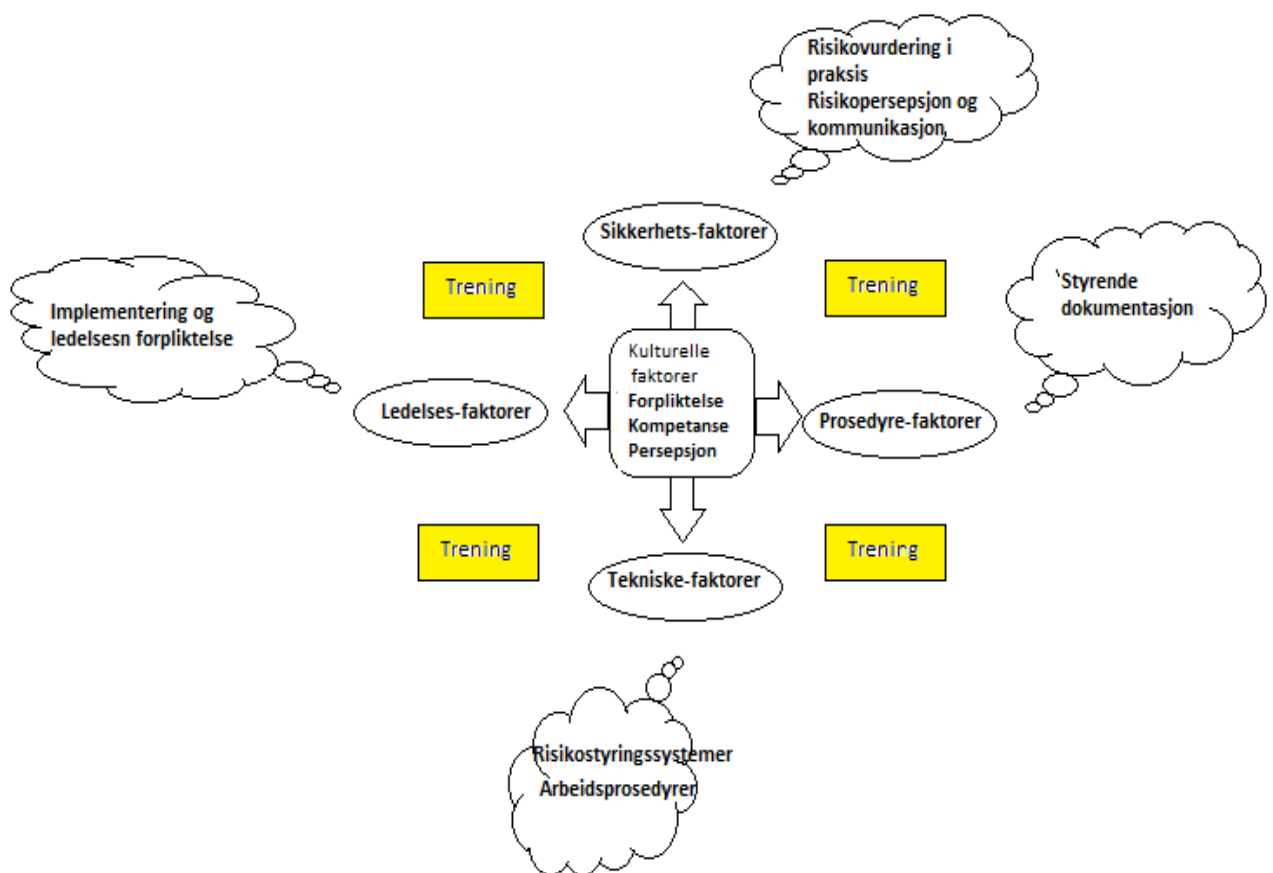 Risikovurdering i
praksis
Risikopersepsjon og
kommunikasjon
Sikkerhets-faktorer
Trening
Trening
Styrende
dokumentasjon
Implementering og
ledelsesn forpliktelse
Kulturelle
faktorer
Forpliktelse
Kompetanse
Persepsjon
Ledelses-faktorer
Prosedyre-faktorer
Trening
Trening
Tekniske-faktorer
Risikostyringssystemer
Arbeidsprosedyrer